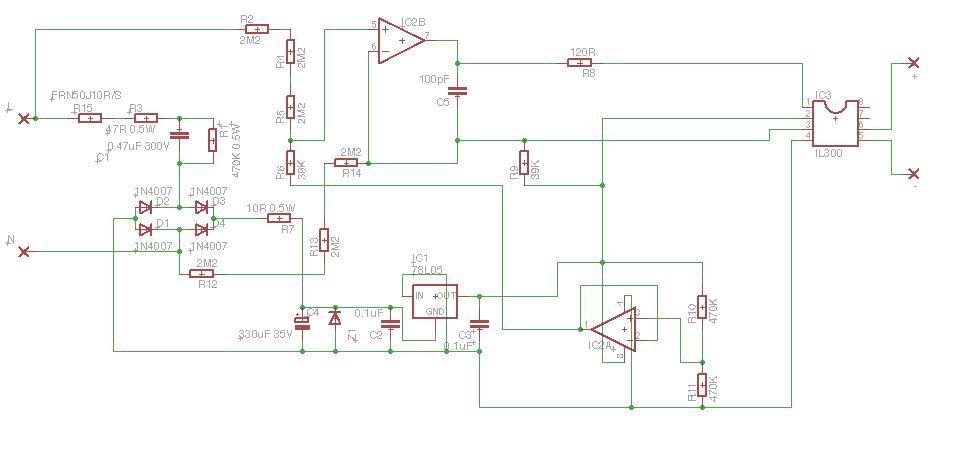 R2
2M2
R4
2M2
R5
2M2
R6
39K
IC2B
5
6
7
100pF
C5
120R
R8
IC3
1
2
3
4
8
7
6
5
IL300
+
-
L
FRN50J10R/S
R15
R3
47R 0.5W
0.47uF 300V
C1
R1
470K 0.5W
2M2
R14
R9
39K
1N4007
1N4007
D2
D3
D1
D4
1N4007
1N4007
10R 0.5W
R7
N
2M2
R12
R13
2M2
IC1
78L05
IN
OUT
GND
C4
330uF 35V
Z1
0.1uF
C2
C3
0.1uF
IC2A
1
3
2
4
8
R10
470K
R11
470K